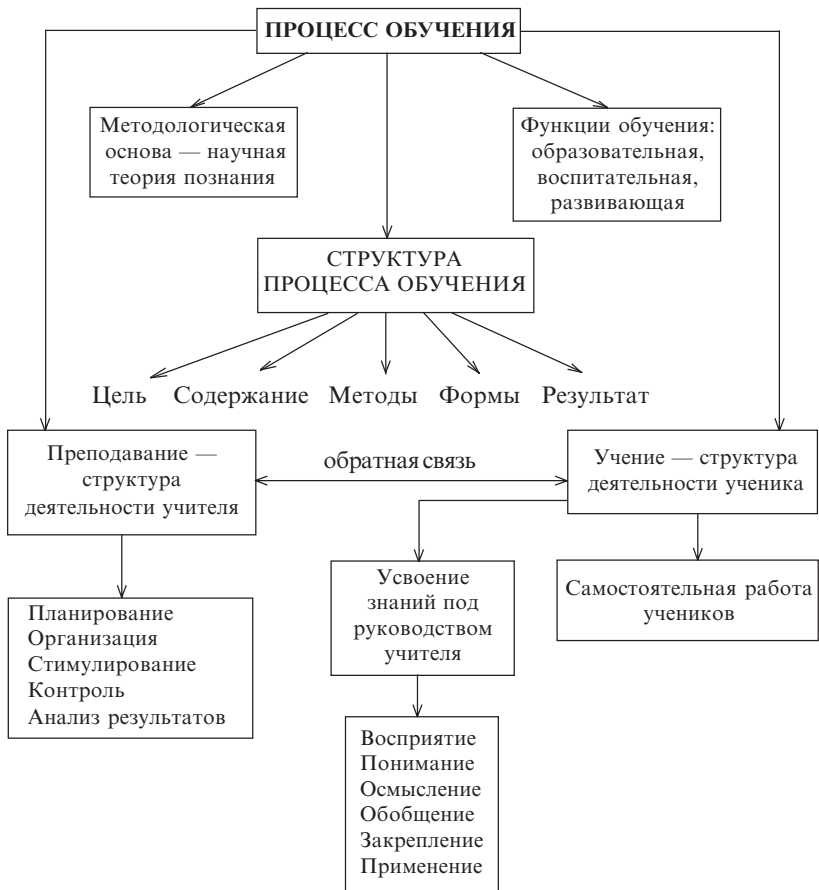 ПРОЦЕСС ОБУЧЕНИЯ
Методологическая
основа — научная
теория познания
Функции обучения:
образовательная,
воспитательная,
развивающая
СТРУКТУРА
ПРОЦЕССА ОБУЧЕНИЯ
Цель Содержание Методы Формы Результат
Преподавание —
структура
деятельности учителя
обратная связь
Учение — структура
деятельности ученика
Планирование
Организация
Стимулирование
Контроль
Анализ результатов
Усвоение
знаний под
руководством
учителя
Самостоятельная работа
учеников
Восприятие
Понимание
Осмысление
Обобщение
Закрепление
Применение